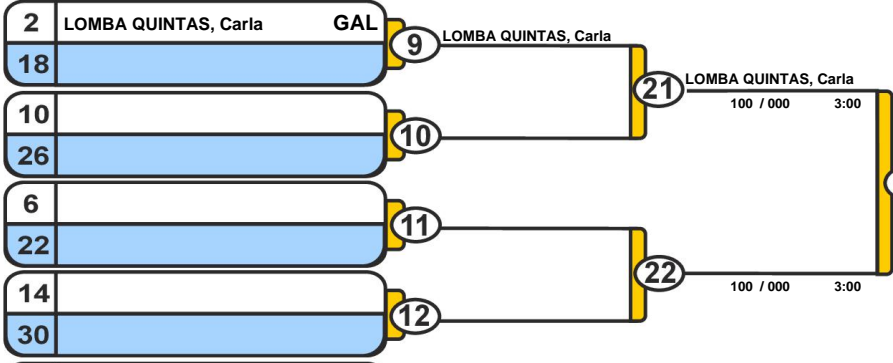 2 LOMBA QUINTAS, Carla GAL
18
9
LOMBA QUINTAS, Carla
10
26
10
21
LOMBA QUINTAS, Carla
100 / 000 3:00
6
22
11
14
30
12
22
100 / 000 3:00